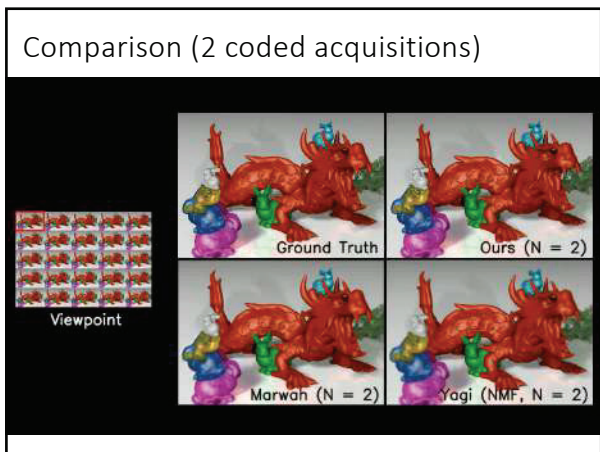 Comparison (2 coded acquisitions)
Ground Truth
Ours (N = 2)
Viewpoint
Marwah (N = 2)
Yagi (NMF, N = 2)